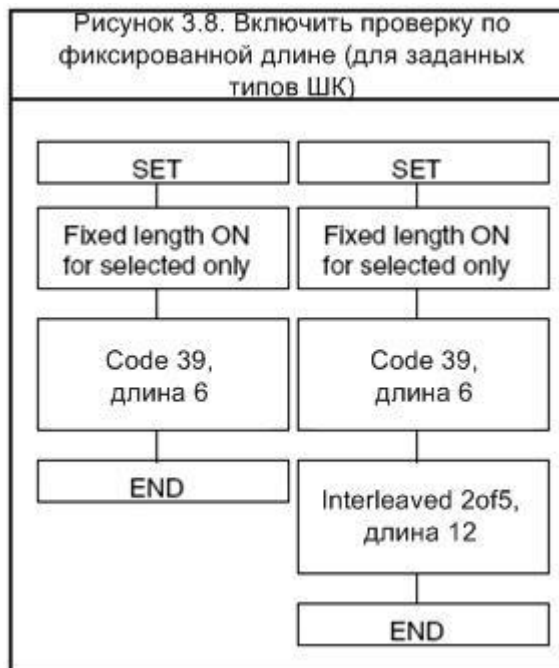 Рисунок 3.8. Включить проверку по
фиксированной длине (для заданных
типов ШК)
SET
Fixed length ON
for selected only
Code 39,
длина 6
END
SET
Fixed length ON
for selected only
Code 39,
длина 6
Interleaved 2of5,
длина 12
END